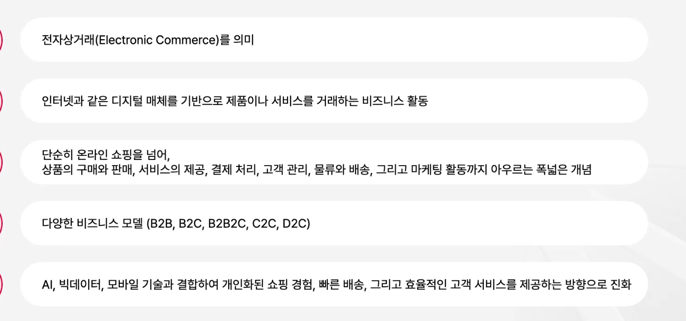 전자상거래(Electronic Commerce)를 의미
인터넷과 같은 디지털 매체를 기반으로 제품이나 서비스를 거래하는 비즈니스 활동
단순히 온라인 쇼핑을 넘어,
상품의 구매와 판매, 서비스의 제공, 결제 처리, 고객 관리, 물류와 배송, 그리고 마케팅 활동까지 아우르는 폭넓은 개념
다양한 비즈니스 모델 (B2B, B2C, B2B2C, C2C, D2C)
AI, 빅데이터, 모바일 기술과 결합하여 개인화된 쇼핑 경험, 빠른 배송, 그리고 효율적인 고객 서비스를 제공하는 방향으로 진화